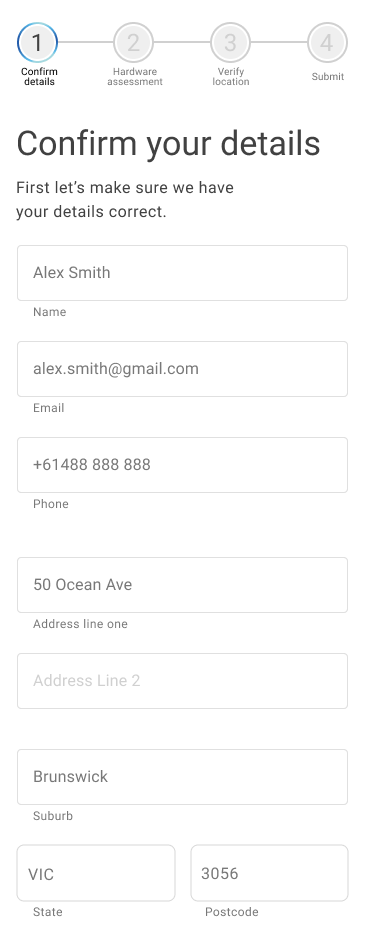 1 2 3 4
Confirm Hardware Verify Submit
details assessment location
Confirm your details
First let’s make sure we have
your details correct.
Alex Smith
Name
alex.smith@gmail.com
Email
+61488 888 888
Phone
50 Ocean Ave
Address line one
Address Line 2
Brunswick
Suburb
VIC 3056
State Postcode